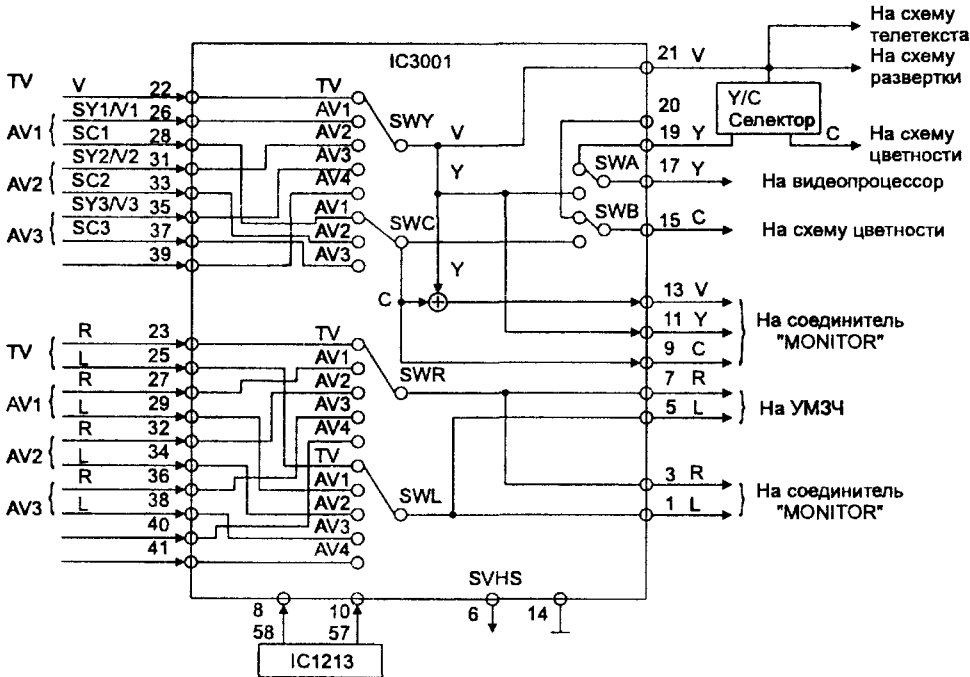 На схему
телетекста
На схему
развертки
IC3001
21 V
TV
V
22
TV
SY1/V1
26
AV1
SWY
V
20
Y/C
Селектор
AV1
SC1
28
AV2
19 Y
C
На схему
цветности
SY2/V2
31
AV3
Y
SWA
17 Y
На видеопроцессор
AV2
SC2
33
AV4
SY3/V3
35
AV1
SWC
SWB
15 C
На схему цветности
AV3
SC3
37
AV2
39
AV3
Y
C
13 V
11 Y
9 C
На соединитель
"MONITOR"
TV
R
23
L
25
TV
AV1
SWR
7 R
5 L
На УМЗЧ
AV1
R
27
L
29
AV2
AV3
AV2
R
32
L
34
AV4
TV
AV3
R
36
L
38
AV1
SWL
3 R
1 L
На соединитель
"MONITOR"
40
AV2
AV3
41
AV4
SVHS
8
10
6
14
58
57
IC1213